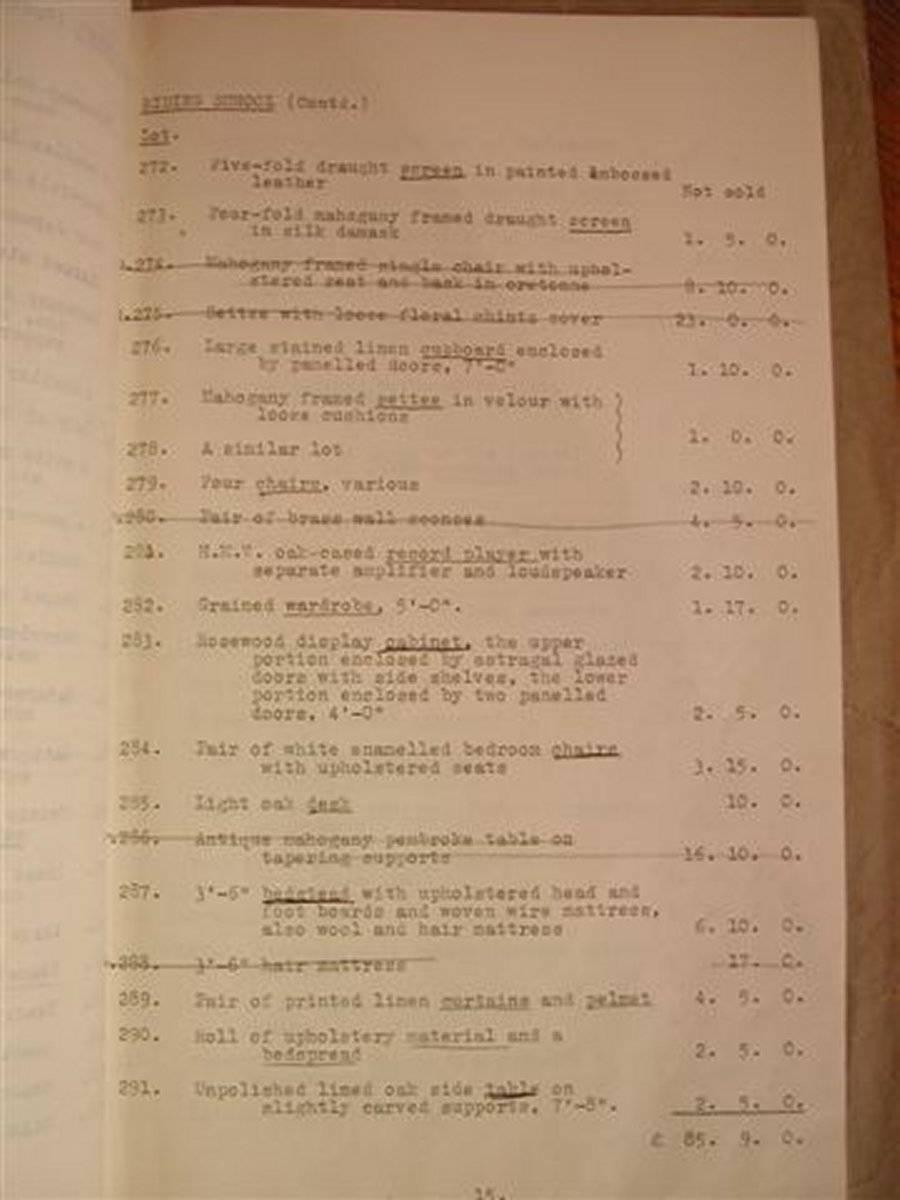 RIDING SCHOOL (Contd.)
Lot.
272. Five-fold draught screen in painted &mbossed
leather Not sold
273. Four-fold mahogany framed draught screen
in silk damask 1. 5. 0.
274. Mahogany framed single chair with uphol-
stered seat and back in cretonne 8. 10. 0.
275. Settee with loose floral chintz cover 23. 0. 0.
276. Large stained linen cupboard enclosed
by panelled doors, 7'-0"
1. 10. 0.
277. Mahogany framed settee in velour with
loose cushions
1. 0. 0.
278. A similar lot
279. Four chairs, various 2. 10. 0.
280. Pair of brass wall sconces 4. 5. 0.
281. H.M.V. oak-cased record player with
separate amplifier and loudspeaker 2. 10. 0.
282. Grained wardrobe, 5'-0". 1. 17. 0.
283. Rosewood display cabinet, the upper
portion enclosed by astragal glazed
doors with side shelves, the lower
portion enclosed by two panelled
doors, 4'-0" 2. 5. 0.
284. Pair of white enamelled bedroom chairs
with upholstered seats 3. 15. 0.
285. Light oak desk 10. 0.
286. Antique mahogany pembroke table on
tapering supports 16. 10. 0.
287. 3'-6" bedstead with upholstered head and
foot boards and woven wire mattress,
also wool and hair mattress 6. 10. 0.
288. 3'-6" hair mattress 17. 0.
289. Pair of printed linen curtains and pelmet 4. 5. 0.
290. Roll of upholstery material and a
bedspread 2. 5. 0.
291. Unpolished limed oak side table on
slightly carved supports, 7'-8". 2. 5. 0.
£ 85. 9. 0.
15.